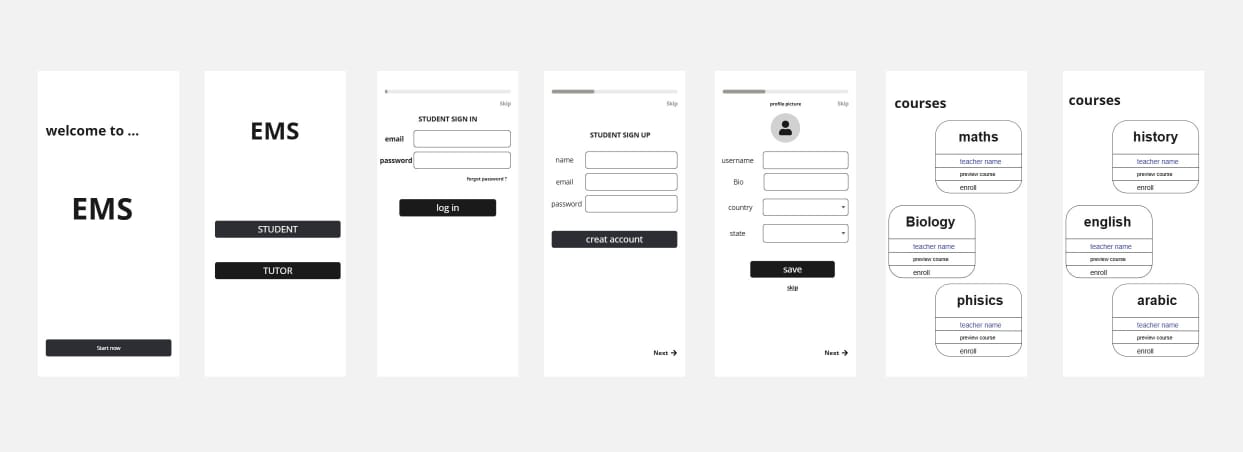 welcome to ...
EMS
Start now
EMS
STUDENT
TUTOR
Skip
STUDENT SIGN IN
email
password
forgot password ?
log in
Skip
STUDENT SIGN UP
name
email
password
creat account
Next
profile picture
Skip
username
Bio
country
state
save
skip
Next
courses
maths
teacher name
preview course
enroll
Biology
teacher name
preview course
enroll
phisics
teacher name
preview course
enroll
courses
history
teacher name
preview course
enroll
english
teacher name
preview course
enroll
arabic
teacher name
preview course
enroll